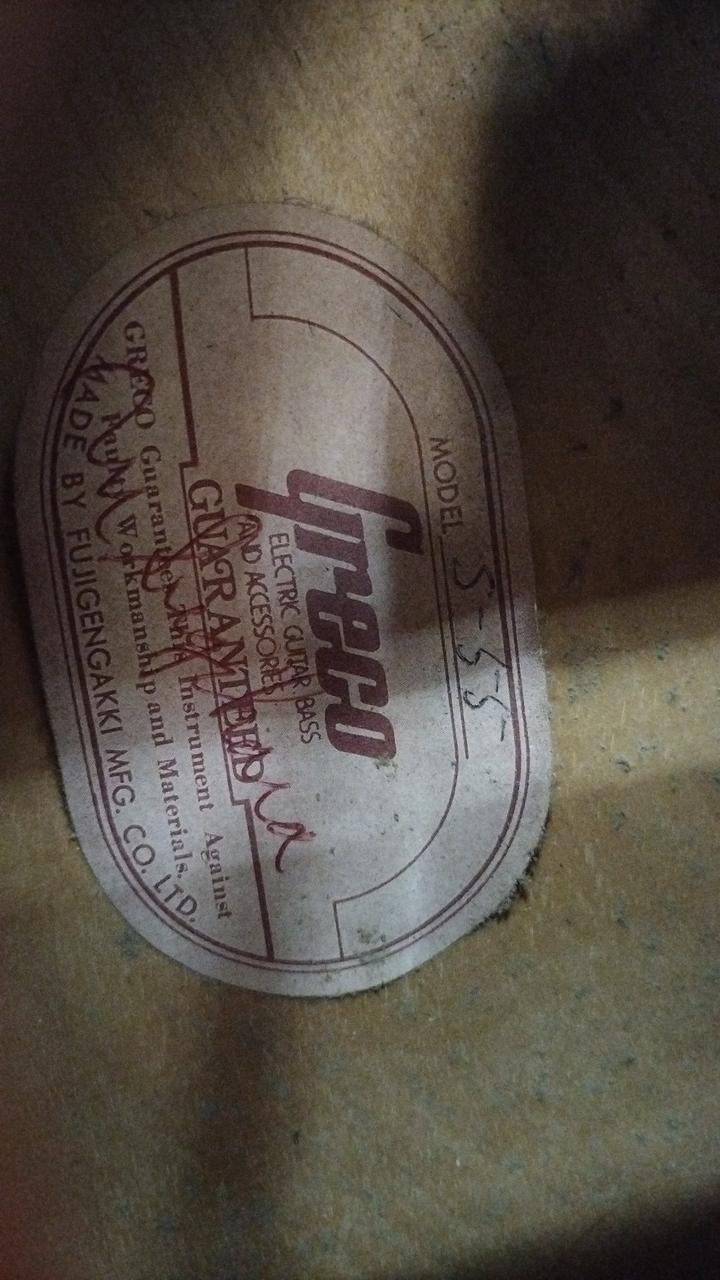 MODEL S-55
Greco
ELECTRIC GUITAR BASS
AND ACCESSORIES
GUARANTEED
GRECO Guarantees this Instrument Against
Faulty Workmanship and Materials.
MADE BY FUJIGENGAKKI MFG. CO. LTD.